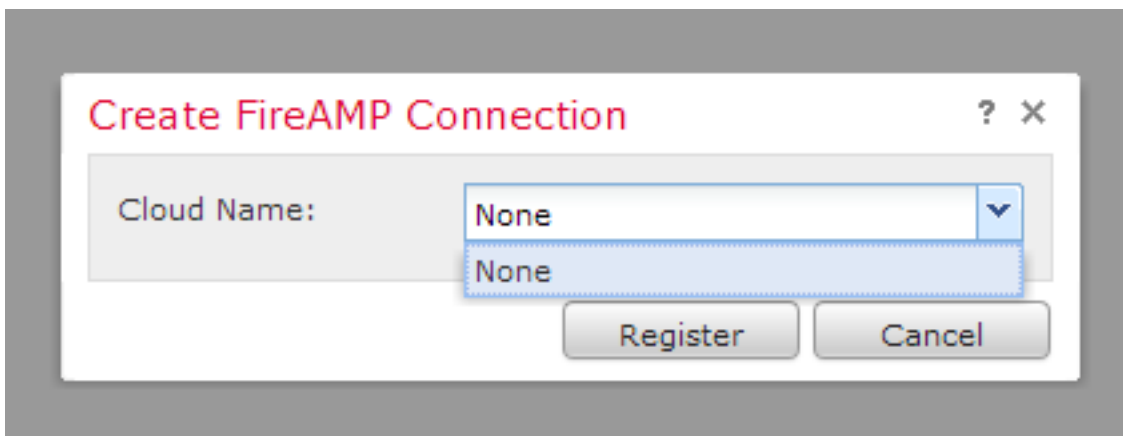 Create FireAMP Connection ?
Cloud Name: None
None
Register Cancel